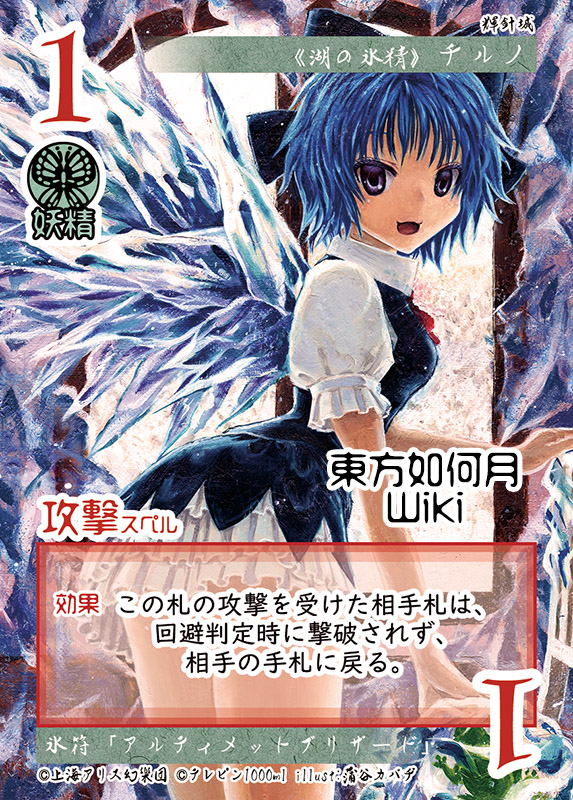 輝針城
1
《湖の氷精》チルノ
妖精
東方如何月
Wiki
攻撃スペル
効果 この札の攻撃を受けた相手札は、
回避判定時に撃破されず、
相手の手札に戻る。
1
氷符「アルティメットブリザード」
©上海アリス幻樂団 ©テレピン1000ml illust:蒲谷カバヂ